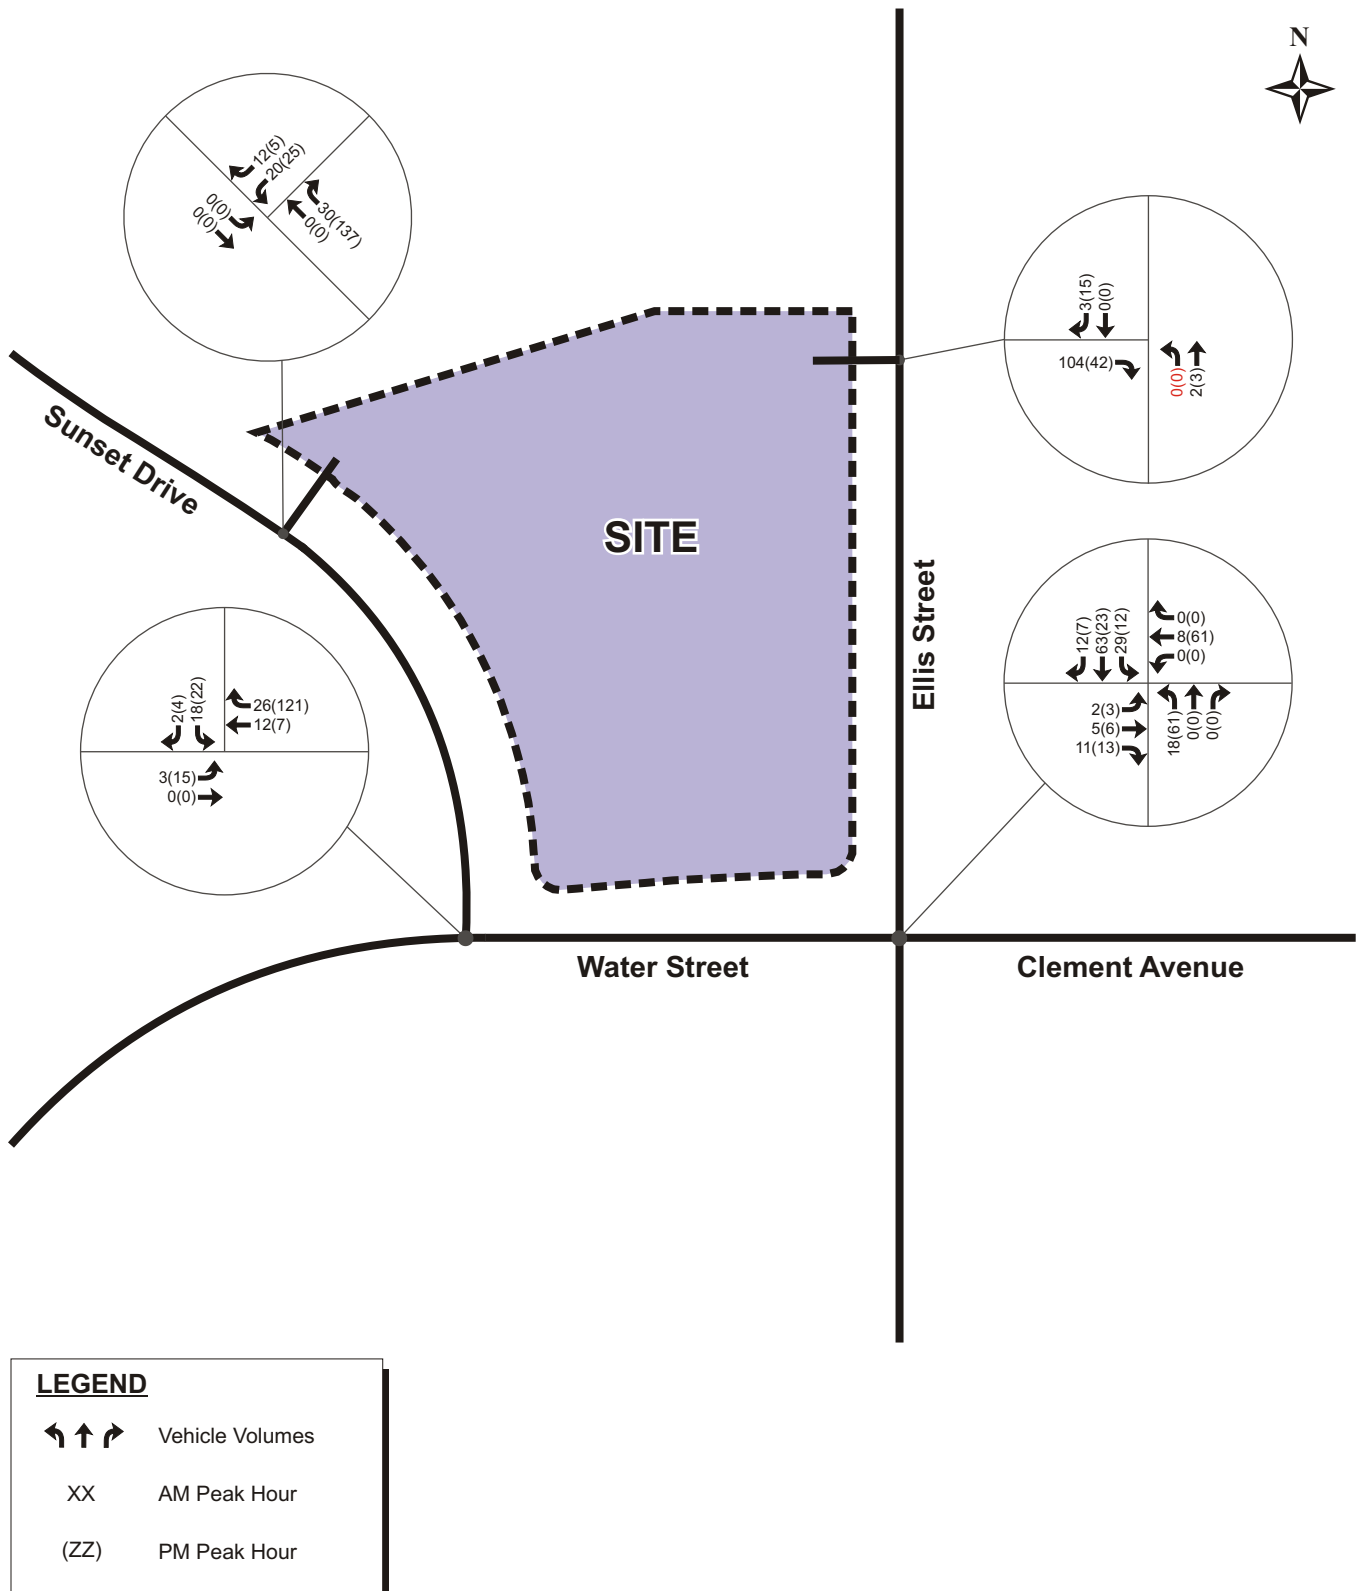 N
12(5)
20(25)
0(0)
0(0)
30(137)
0(0)
3(15)
0(0)
104(42)
0(0)
2(3)
Sunset Drive
SITE
Ellis Street
12(7)
63(23)
29(12)
0(0)
8(61)
0(0)
2(3)
5(6)
11(13)
18(61)
0(0)
0(0)
2(4)
18(22)
26(121)
12(7)
3(15)
0(0)
Water Street
Clement Avenue
LEGEND
Vehicle Volumes
XX AM Peak Hour
(ZZ) PM Peak Hour